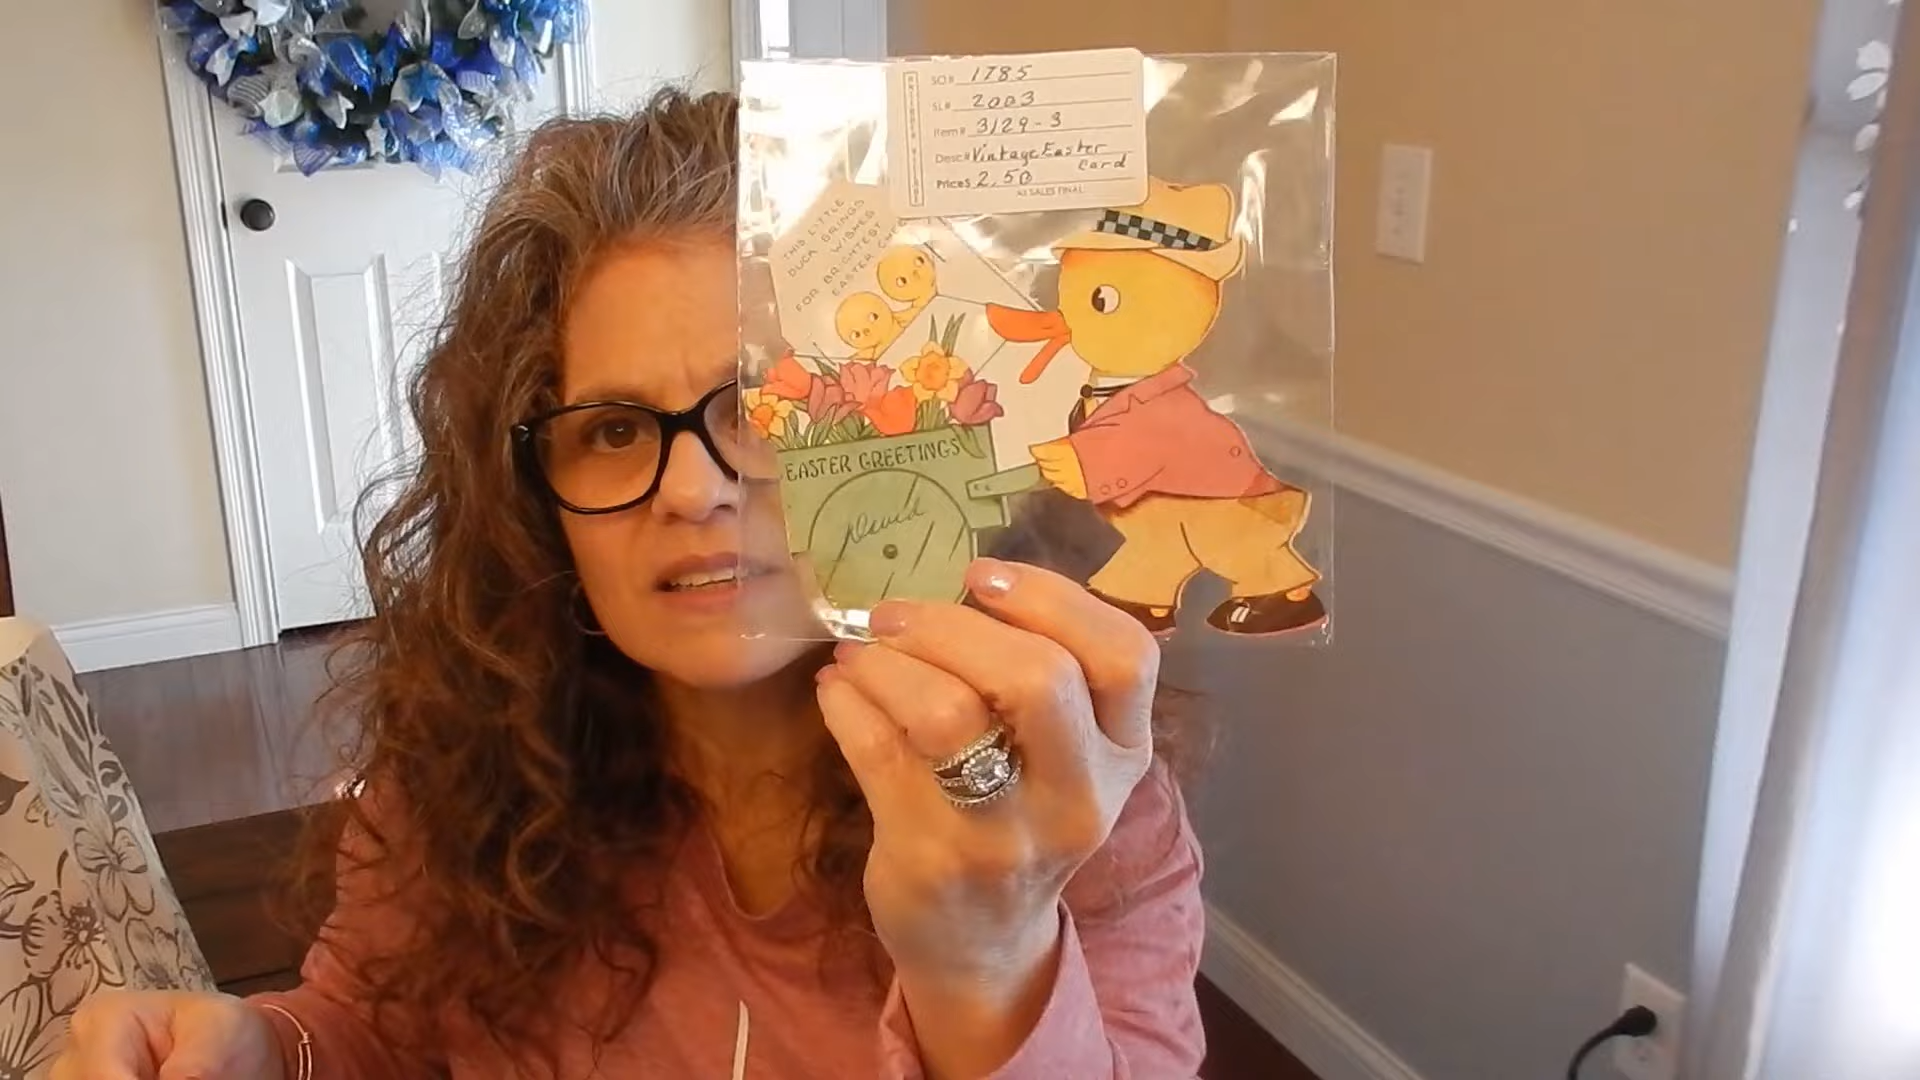 SO# 1785
SL# 2003
Item# 3129-3
Desc# Vintage Easter
Card
Price$ 2.50
ALL SALES FINAL
THIS LITTLE
DUCK BRINGS
WISHES
FOR BRIGHTEST
EASTER
EASTER GREETINGS
David